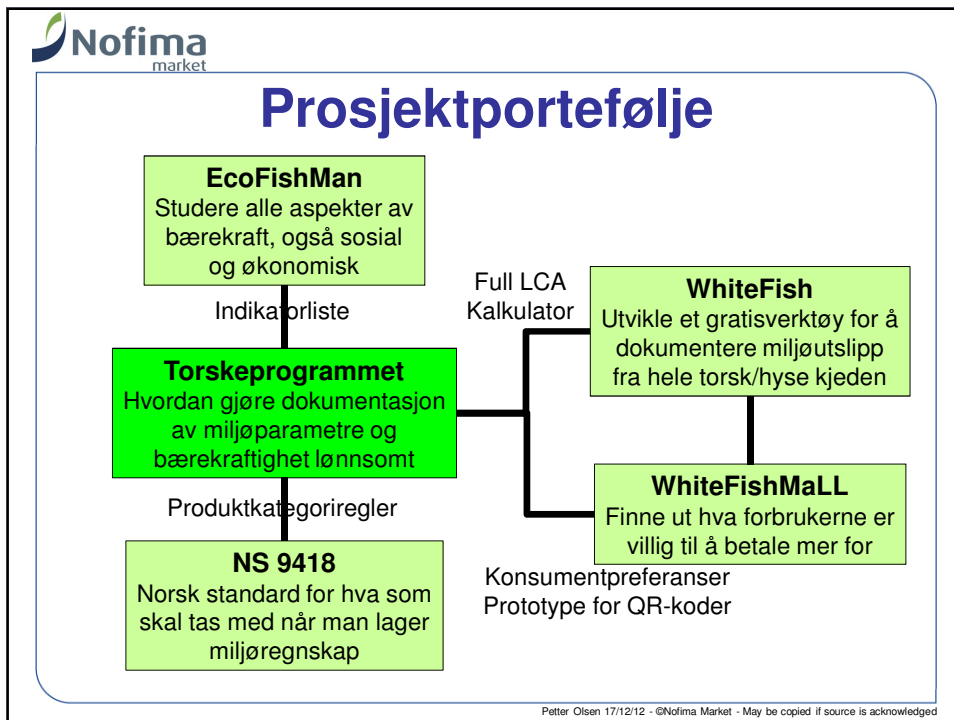 Nofima
market
Prosjektportefølje
EcoFishMan
Studere alle aspekter av
bærekraft, også sosial
og økonomisk
Indikatorliste
Torskeprogrammet
Hvordan gjøre dokumentasjon
av miljøparametre og
bærekraftighet lønnsomt
Produktkategoriregler
NS 9418
Norsk standard for hva som
skal tas med når man lager
miljøregnskap
Full LCA
Kalkulator
WhiteFish
Utvikle et gratisverktøy for å
dokumentere miljøutslipp
fra hele torsk/hyse kjeden
WhiteFishMaLL
Finne ut hva forbrukerne er
villig til å betale mer for
Konsumentpreferanser
Prototype for QR-koder
Petter Olsen 17/12/12 - ©Nofima Market - May be copied if source is acknowledged